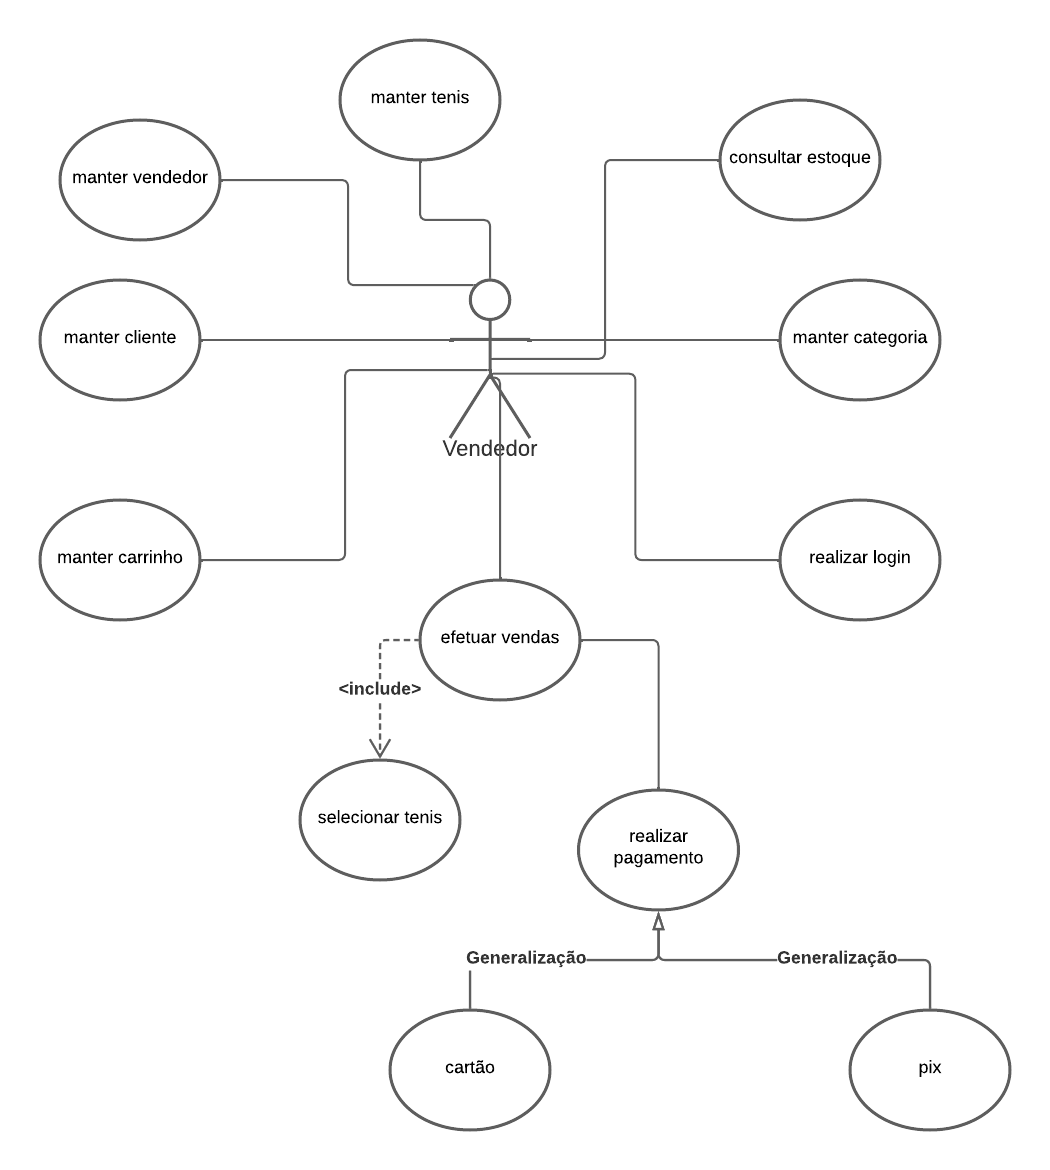 manter tenis
consultar estoque
manter vendedor
manter cliente
manter categoria
Vendedor
manter carrinho
realizar login
efetuar vendas
<include>
selecionar tenis
realizar
pagamento
Generalização
Generalização
cartão
pix